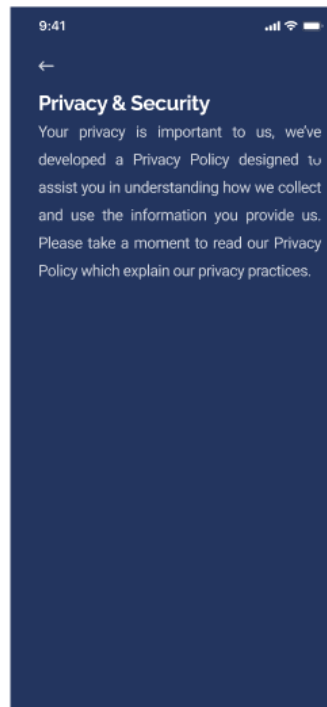 9:41
Privacy & Security
Your privacy is important to us, we've
developed a Privacy Policy designed to
assist you in understanding how we collect
and use the information you provide us.
Please take a moment to read our Privacy
Policy which explain our privacy practices.